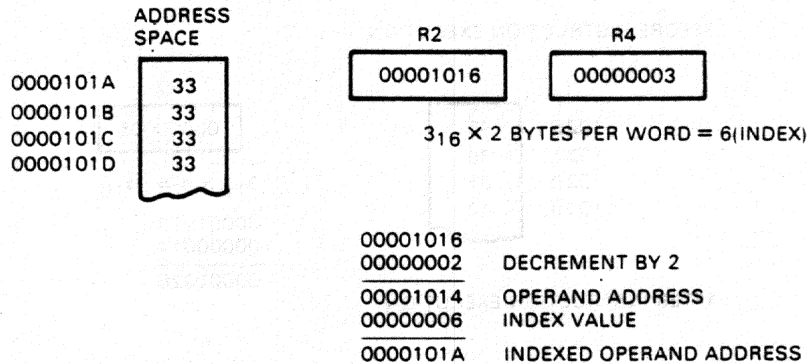 ADDRESS
SPACE
R2 R4
0000101A 33
0000101B 33
0000101C 33
0000101D 33
00001016 00000003
3₁₆ × 2 BYTES PER WORD = 6(INDEX)
00001016
00000002 DECREMENT BY 2
00001014 OPERAND ADDRESS
00000006 INDEX VALUE
0000101A INDEXED OPERAND ADDRESS